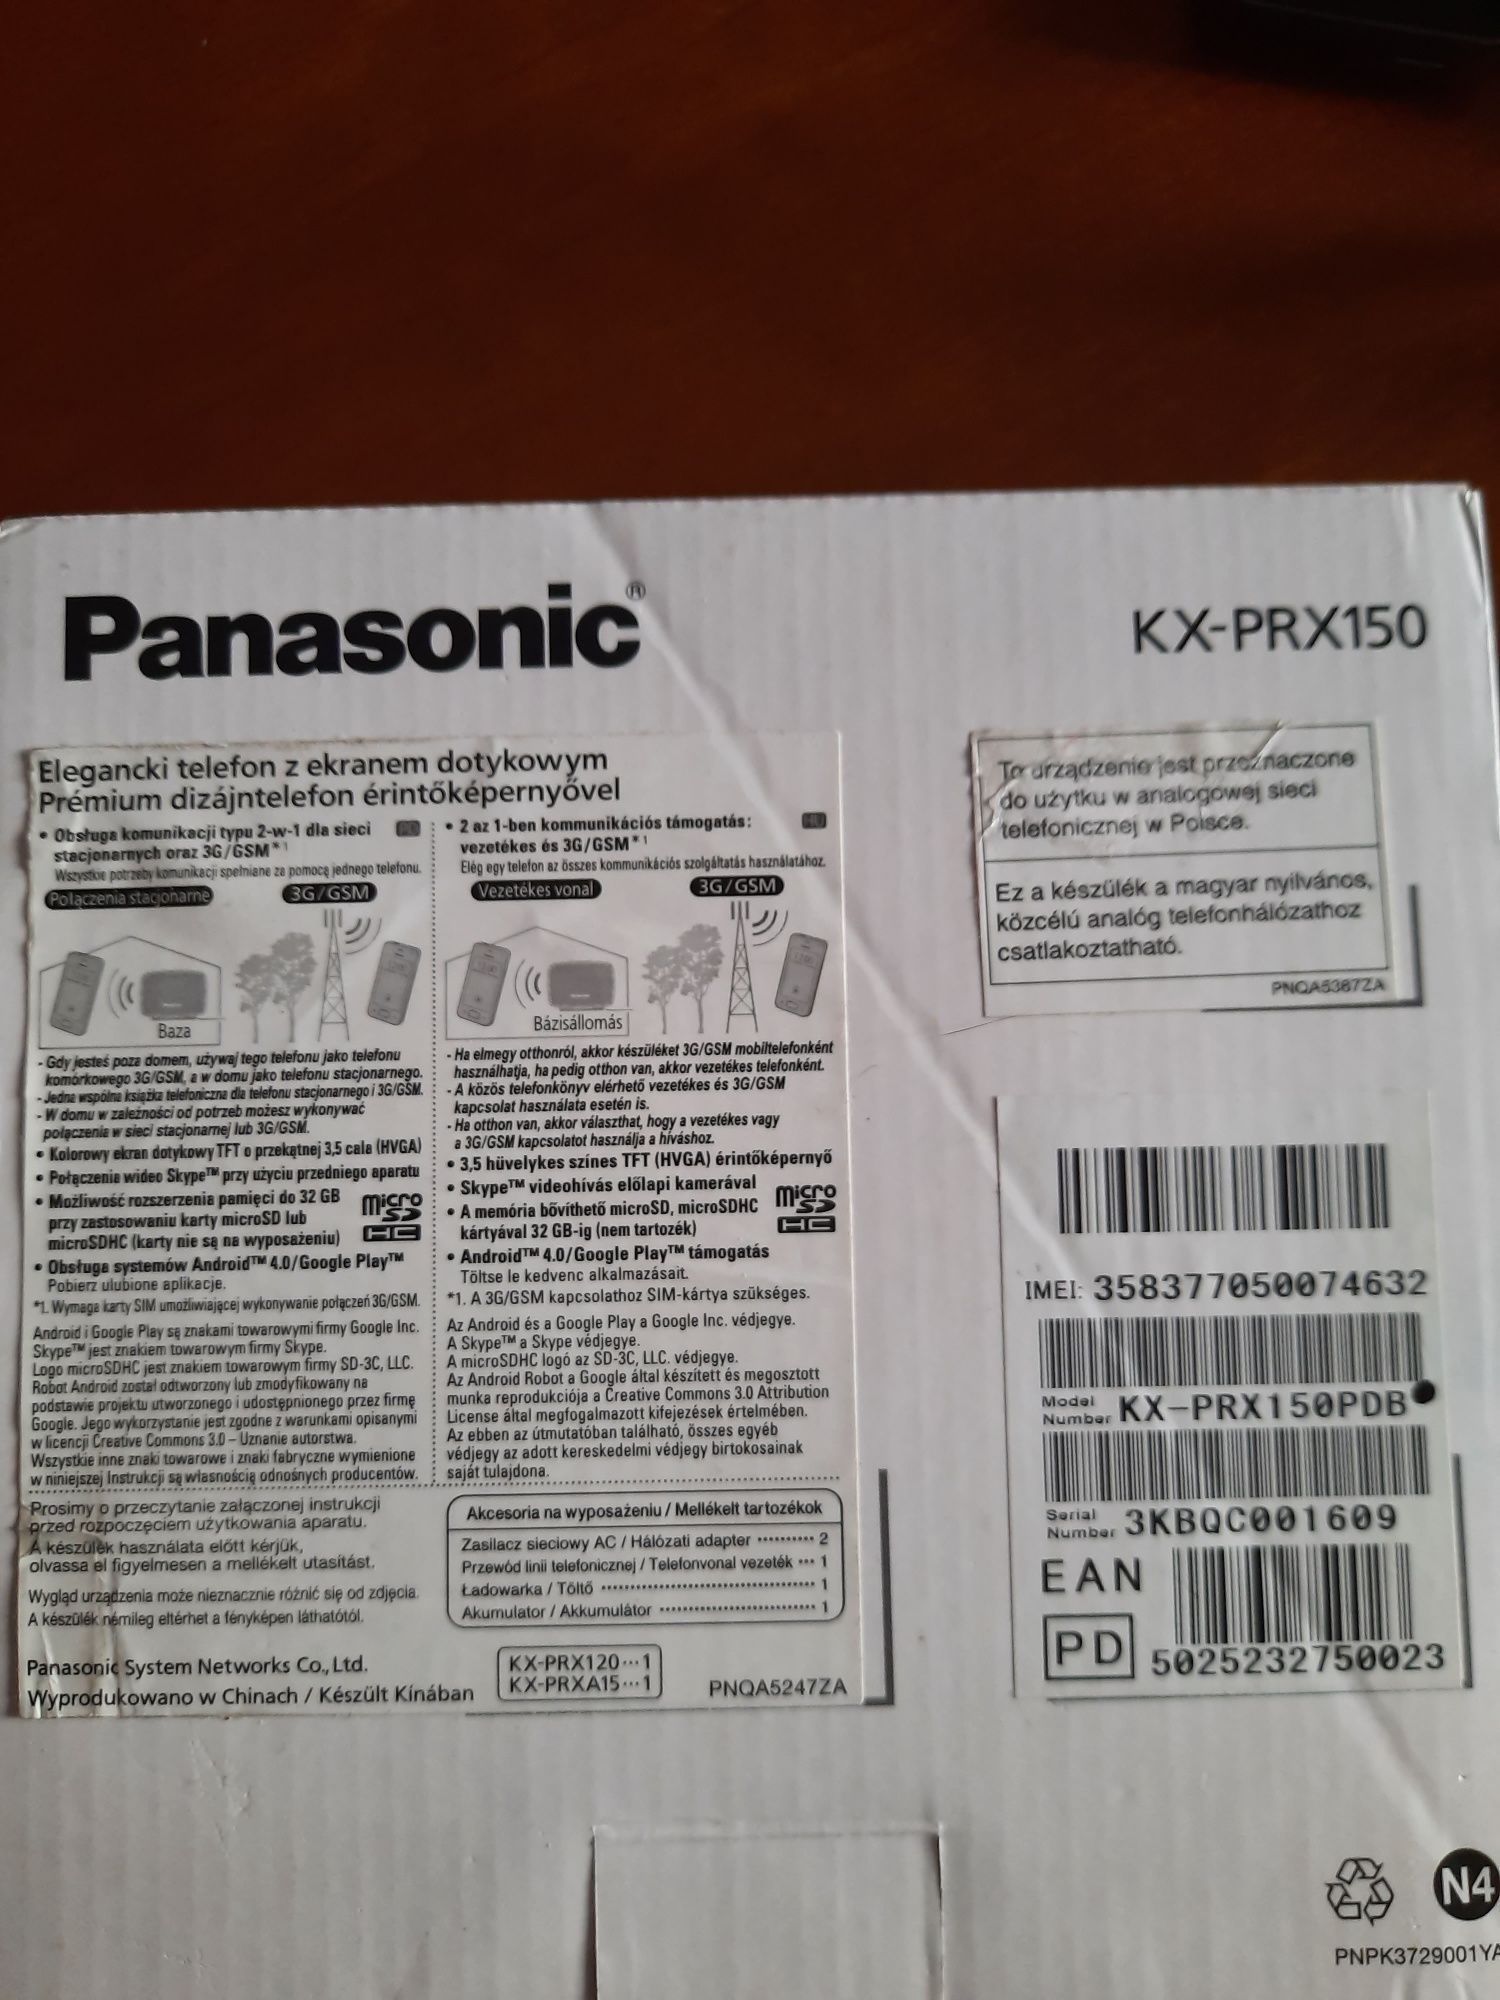 Panasonic®
KX-PRX150
Elegancki telefon z ekranem dotykowym
Prémium dizájntelefon érintőképernyővel
• Obsługa komunikacji typu 2-w-1 dla sieci
stacjonarnych oraz 3G/GSM*1
Wszystkie potrzeby komunikacji spełniane za pomocą jednego telefonu.
Połączenia stacjonarne
3G/GSM
Baza
- Gdy jesteś poza domem, używaj tego telefonu jako telefonu
komórkowego 3G/GSM, a w domu jako telefonu stacjonarnego.
- Jedna wspólna książka telefoniczna dla telefonu stacjonarnego i 3G/GSM.
- W domu w zależności od potrzeb możesz wykonywać
połączenia w sieci stacjonarnej lub 3G/GSM.
• Kolorowy ekran dotykowy TFT o przekątnej 3,5 cala (HVGA)
• Połączenia wideo Skype™ przy użyciu przedniego aparatu
• Możliwość rozszerzenia pamięci do 32 GB
przy zastosowaniu karty microSD lub
microSDHC (karty nie są na wyposażeniu)
micro SD HC
• Obsługa systemów Android™ 4.0/Google Play™
Pobierz ulubione aplikacje.
*1. Wymaga karty SIM umożliwiającej wykonywanie połączeń 3G/GSM.
Android i Google Play są znakami towarowymi firmy Google Inc.
Skype™ jest znakiem towarowym firmy Skype.
Logo microSDHC jest znakiem towarowym firmy SD-3C, LLC.
Robot Android został odtworzony lub zmodyfikowany na
podstawie projektu utworzonego i udostępnionego przez firmę
Google. Jego wykorzystanie jest zgodne z warunkami opisanymi
w licencji Creative Commons 3.0 – Uznanie autorstwa.
Wszystkie inne znaki towarowe i znaki fabryczne wymienione
w niniejszej Instrukcji są własnością odnośnych producentów.
HU
• 2 az 1-ben kommunikációs támogatás:
vezetékes és 3G/GSM*1
Elég egy telefon az összes kommunikációs szolgáltatás használatához.
Vezetékes vonal
3G/GSM
Bázisállomás
- Ha elmegy otthonról, akkor készüléket 3G/GSM mobiltelefonként
használhatja, ha pedig otthon van, akkor vezetékes telefonként.
- A közös telefonkönyv elérhető vezetékes és 3G/GSM
kapcsolat használata esetén is.
- Ha otthon van, akkor választhat, hogy a vezetékes vagy
a 3G/GSM kapcsolatot használja a híváshoz.
• 3,5 hüvelykes színes TFT (HVGA) érintőképernyő
• Skype™ videohívás előlapi kamerával
• A memória bővíthető microSD, microSDHC
kártyával 32 GB-ig (nem tartozék)
micro SD HC
• Android™ 4.0/Google Play™ támogatás
Töltse le kedvenc alkalmazásait.
*1. A 3G/GSM kapcsolathoz SIM-kártya szükséges.
Az Android és a Google Play a Google Inc. védjegye.
A Skype™ a Skype védjegye.
A microSDHC logó az SD-3C, LLC. védjegye.
Az Android Robot a Google által készített és megosztott
munka reprodukciója a Creative Commons 3.0 Attribution
License által megfogalmazott kifejezések értelmében.
Az ebben az útmutatóban található, összes egyéb
védjegy az adott kereskedelmi védjegy birtokosainak
saját tulajdona.
Prosimy o przeczytanie załączonej instrukcji
przed rozpoczęciem użytkowania aparatu.
A készülék használata előtt kérjük,
olvassa el figyelmesen a mellékelt utasítást.
Wygląd urządzenia może nieznacznie różnić się od zdjęcia.
A készülék némileg eltérhet a fényképen láthatótól.
Akcesoria na wyposażeniu / Mellékelt tartozékok
Zasilacz sieciowy AC / Hálózati adapter ·········· 2
Przewód linii telefonicznej / Telefonvonal vezeték ··· 1
Ładowarka / Töltő ······························ 1
Akumulator / Akkumulátor ···················· 1
Panasonic System Networks Co., Ltd.
Wyprodukowano w Chinach / Készült Kínában
KX-PRX120···1
KX-PRXA15···1
PNQA5247ZA
To urządzenie jest przeznaczone
do użytku w analogowej sieci
telefonicznej w Polsce.
Ez a készülék a magyar nyilvános,
közcélú analóg telefonhálózathoz
csatlakoztatható.
PNQA5367ZA
IMEI: 358377050074632
Model Number KX-PRX150PDB
Serial Number 3KBQC001609
EAN
PD
5025232750023
N4
PNPK3729001YA